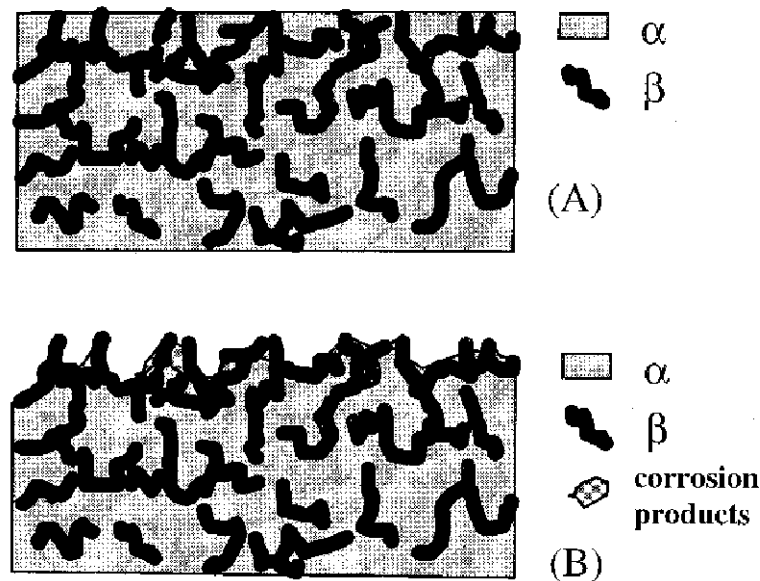 α
β
(A)
α
β
corrosion
products
(B)